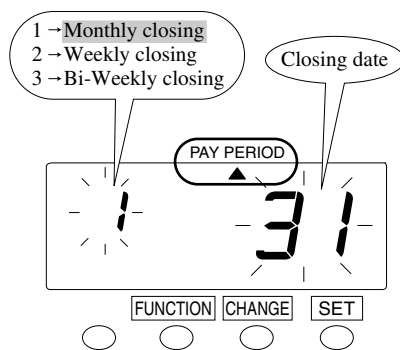 1 → Monthly closing
2 → Weekly closing
3 → Bi-Weekly closing
Closing date
PAY PERIOD
1 31
FUNCTION CHANGE SET